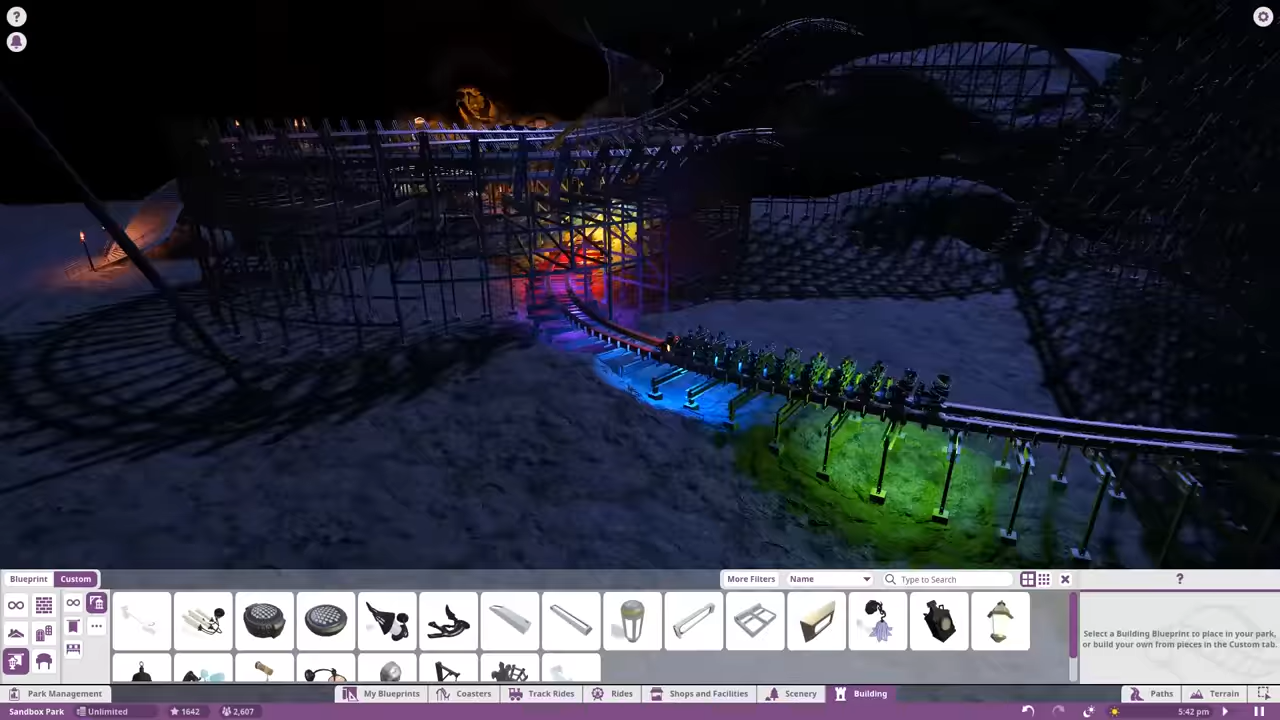 ?
Blueprint Custom
More Filters Name Type to Search ?
Select a Building Blueprint to place in your park,
or build your own from pieces in the Custom tab.
Park Management My Blueprints Coasters Track Rides Rides Shops and Facilities Scenery Building Paths Terrain
Sandbox Park Unlimited 1642 2,607 5:42 pm